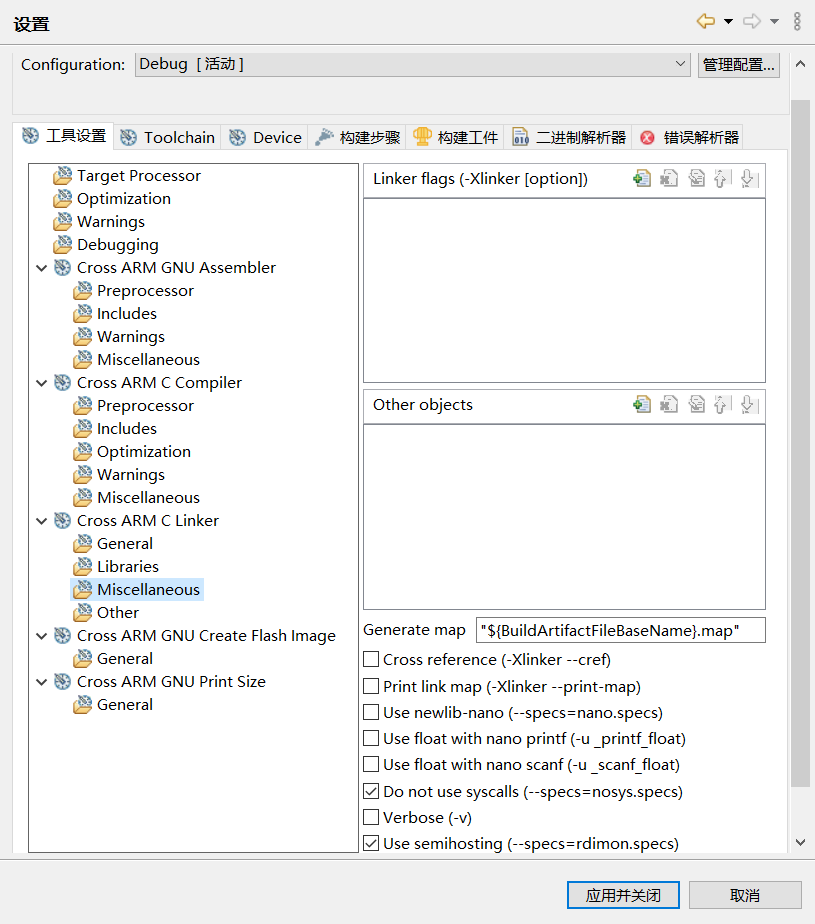 设置
Configuration:
Debug [ 活动 ]
管理配置...
工具设置
Toolchain
Device
构建步骤
构建工件
二进制解析器
错误解析器
Target Processor
Optimization
Warnings
Debugging
Cross ARM GNU Assembler
Preprocessor
Includes
Warnings
Miscellaneous
Cross ARM C Compiler
Preprocessor
Includes
Optimization
Warnings
Miscellaneous
Cross ARM C Linker
General
Libraries
Miscellaneous
Other
Cross ARM GNU Create Flash Image
General
Cross ARM GNU Print Size
General
Linker flags (-Xlinker [option])
Other objects
Generate map
"${BuildArtifactFileBaseName}.map"
Cross reference (-Xlinker --cref)
Print link map (-Xlinker --print-map)
Use newlib-nano (--specs=nano.specs)
Use float with nano printf (-u _printf_float)
Use float with nano scanf (-u _scanf_float)
Do not use syscalls (--specs=nosys.specs)
Verbose (-v)
Use semihosting (--specs=rdimon.specs)
应用并关闭
取消